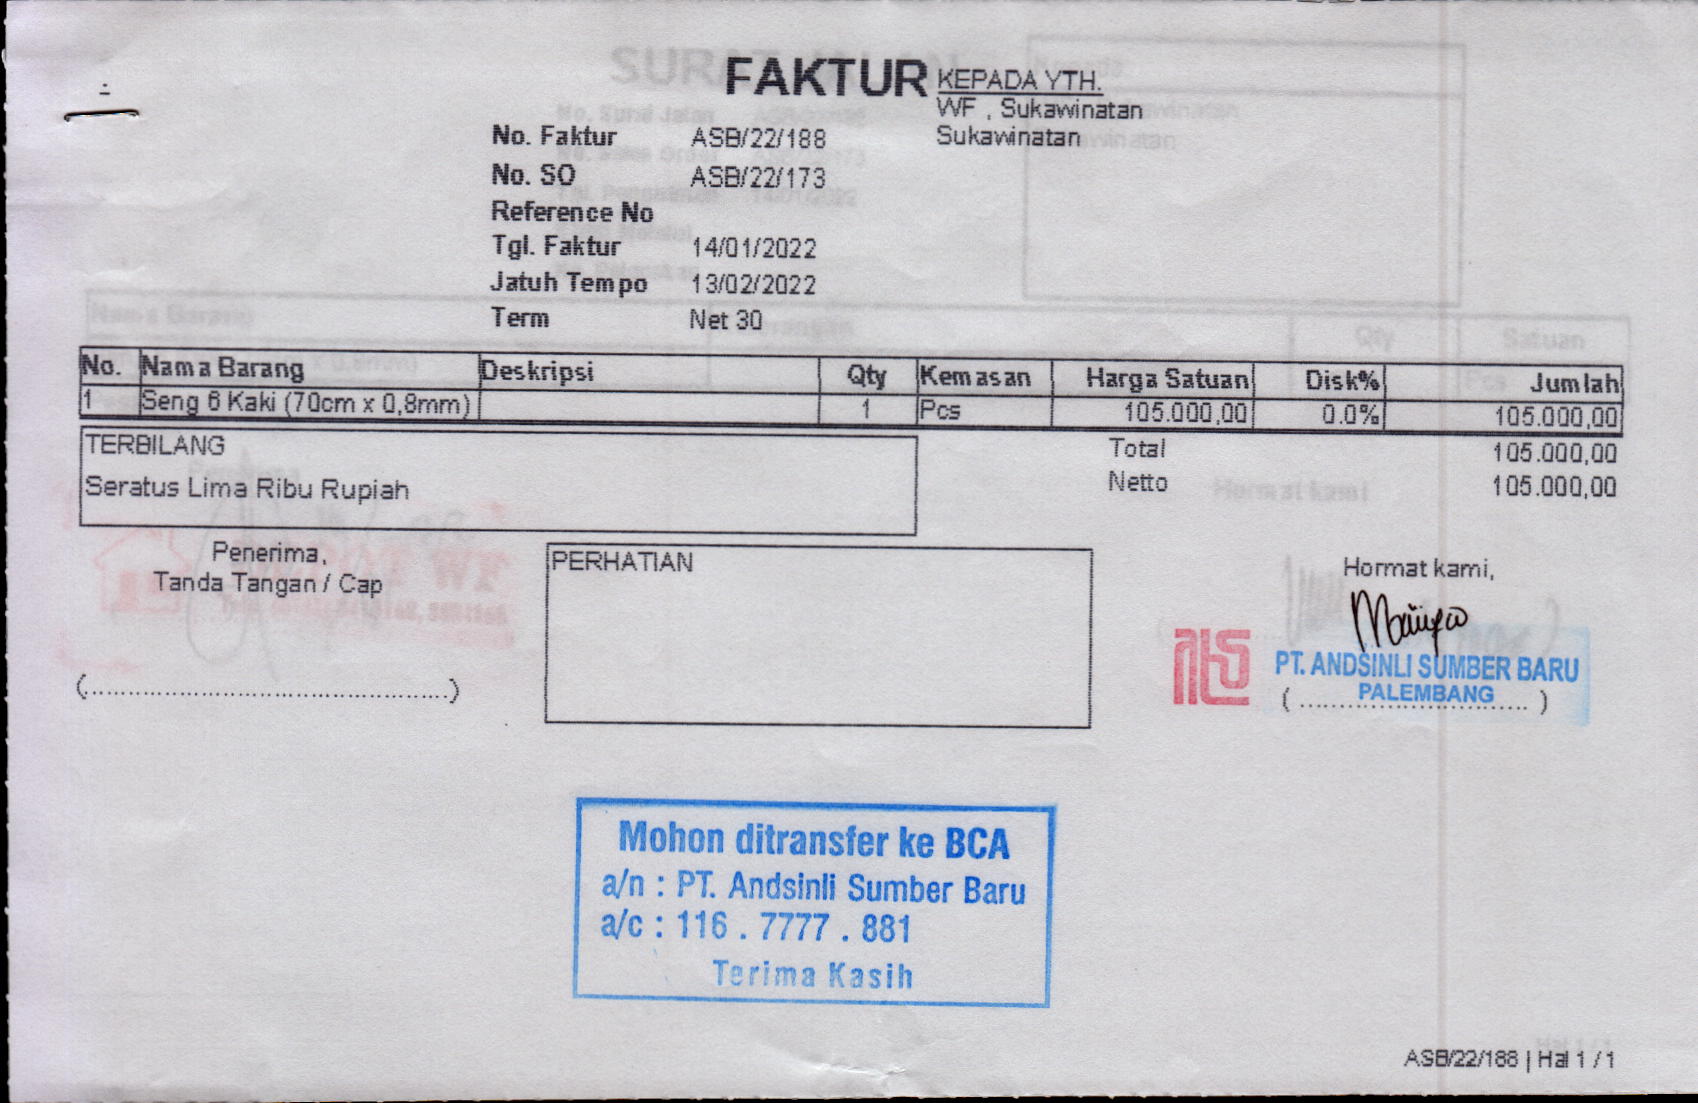 FAKTUR
KEPADA YTH.
WF , Sukawinatan
Sukawinatan
No. Faktur ASB/22/188
No. SO ASB/22/173
Reference No
Tgl. Faktur 14/01/2022
Jatuh Tempo 13/02/2022
Term Net 30
No. Nama Barang Deskripsi Qty Kemasan Harga Satuan Disk% Jumlah
1 Seng 6 Kaki (70cm x 0,8mm) 1 Pcs 105.000,00 0.0% 105.000,00
TERBILANG
Seratus Lima Ribu Rupiah
Total 105.000,00
Netto 105.000,00
Penerima,
Tanda Tangan / Cap
(..............................................)
PERHATIAN
Hormat kami,
PT. ANDSINLI SUMBER BARU
PALEMBANG
( ............................. )
Mohon ditransfer ke BCA
a/n : PT. Andsinli Sumber Baru
a/c : 116 . 7777 . 881
Terima Kasih
ASB/22/188 | Hal 1 / 1